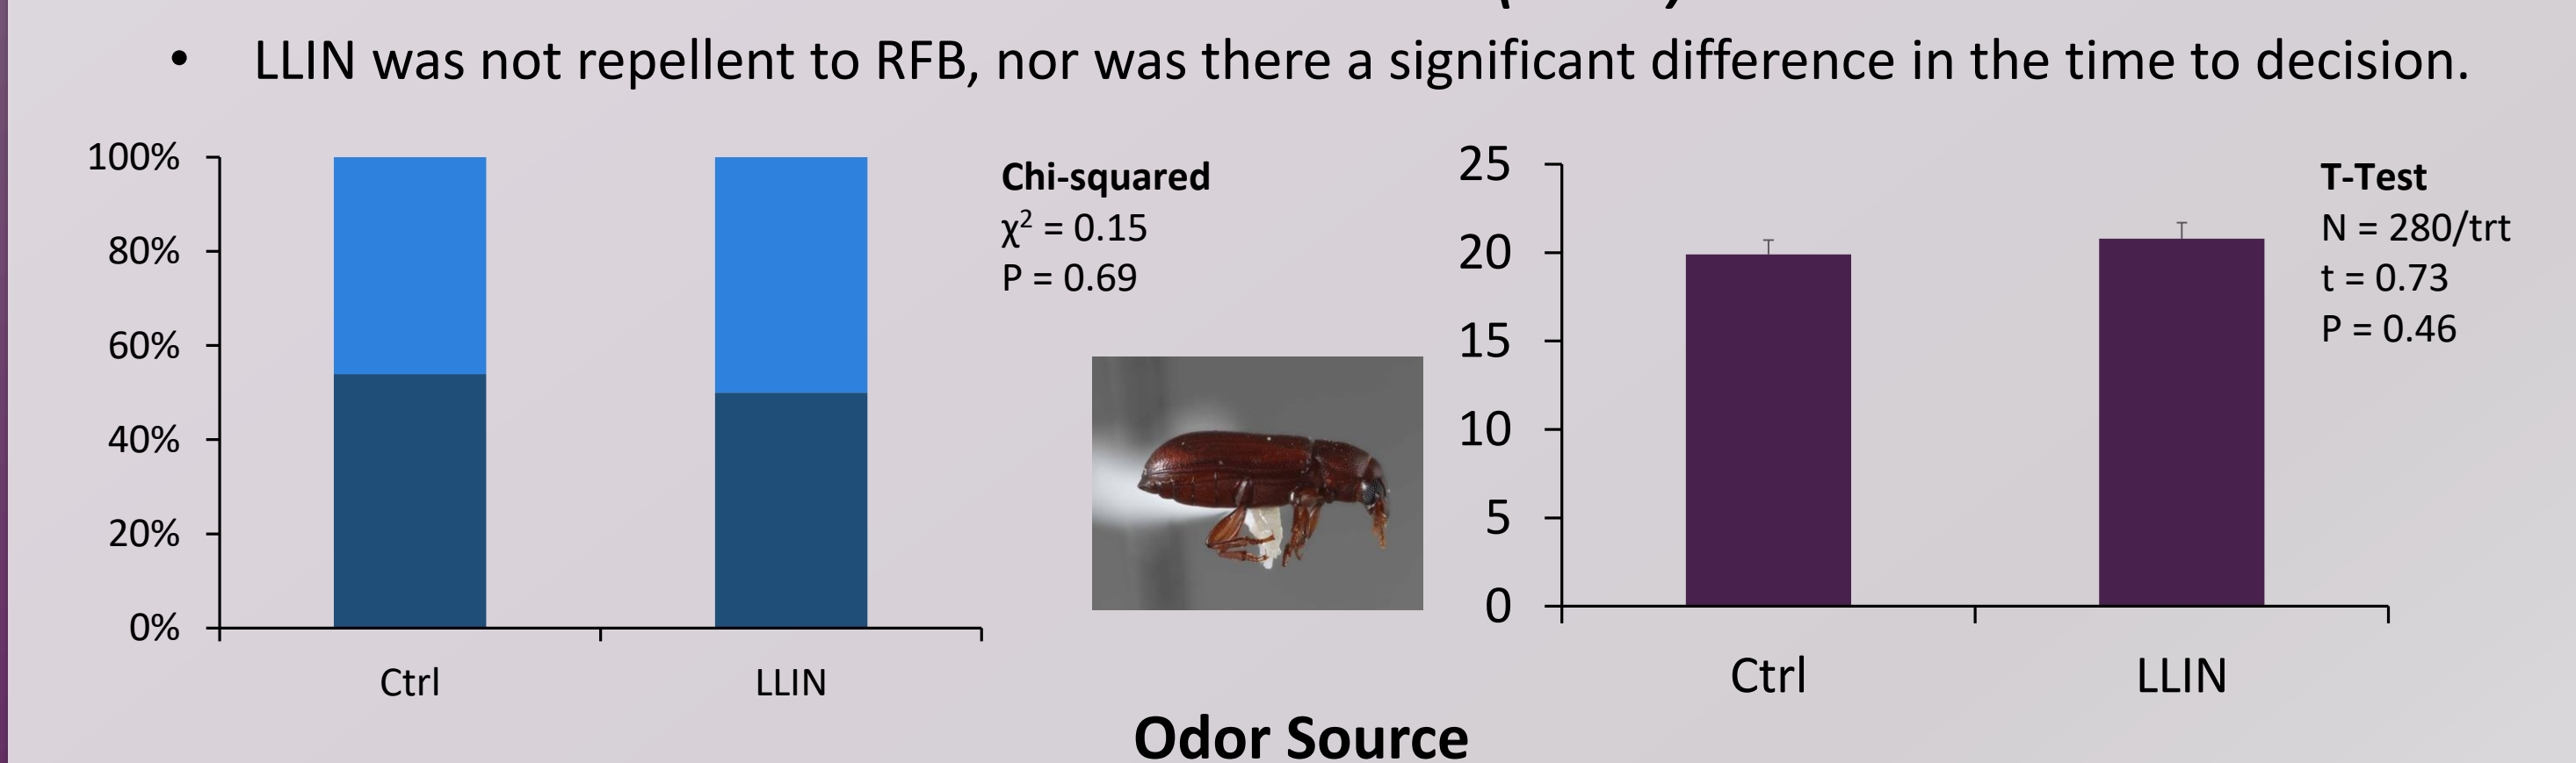 • LLIN was not repellent to RFB, nor was there a significant difference in the time to decision.
100%
80%
60%
40%
20%
0%
Ctrl
LLIN
Chi-squared
χ² = 0.15
P = 0.69
25
20
15
10
5
0
Ctrl
LLIN
T-Test
N = 280/trt
t = 0.73
P = 0.46
Odor Source